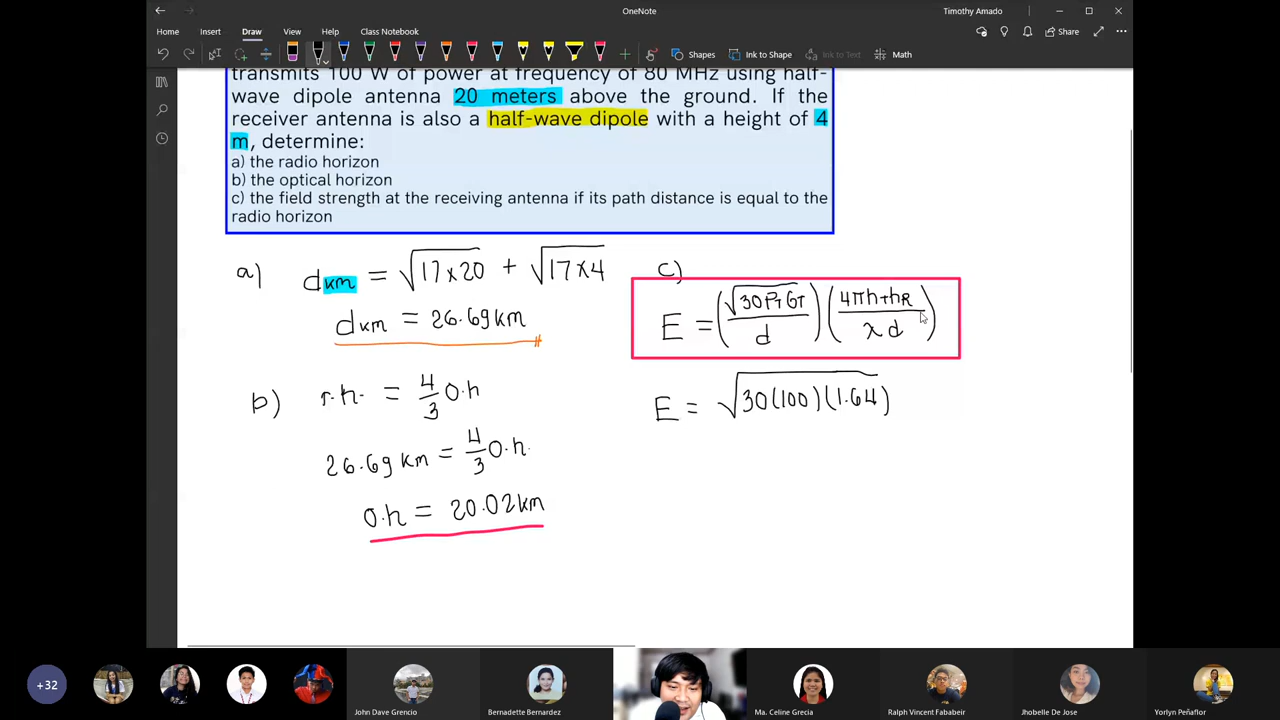 OneNote
Timothy Amado
Home Insert Draw View Help Class Notebook
Share
Shapes Ink to Shape Ink to Text Math
transmits 100 W of power at frequency of 80 MHz using half-
wave dipole antenna 20 meters above the ground. If the
receiver antenna is also a half-wave dipole with a height of 4
m, determine:
a) the radio horizon
b) the optical horizon
c) the field strength at the receiving antenna if its path distance is equal to the
radio horizon
a) dkm = √17x20 + √17x4
dkm = 26.69km
b) r.h. = 4/3 O.h
26.69 km = 4/3 O.h.
O.h = 20.02km
c)
E = (√30PTGT / d) (4πhthR / λd)
E = √30(100)(1.64)
+32
John Dave Grencio
Bernadette Bernardez
Ma. Celine Grecia
Ralph Vincent Fababeir
Jhobelle De Jose
Yorlyn Peñaflor